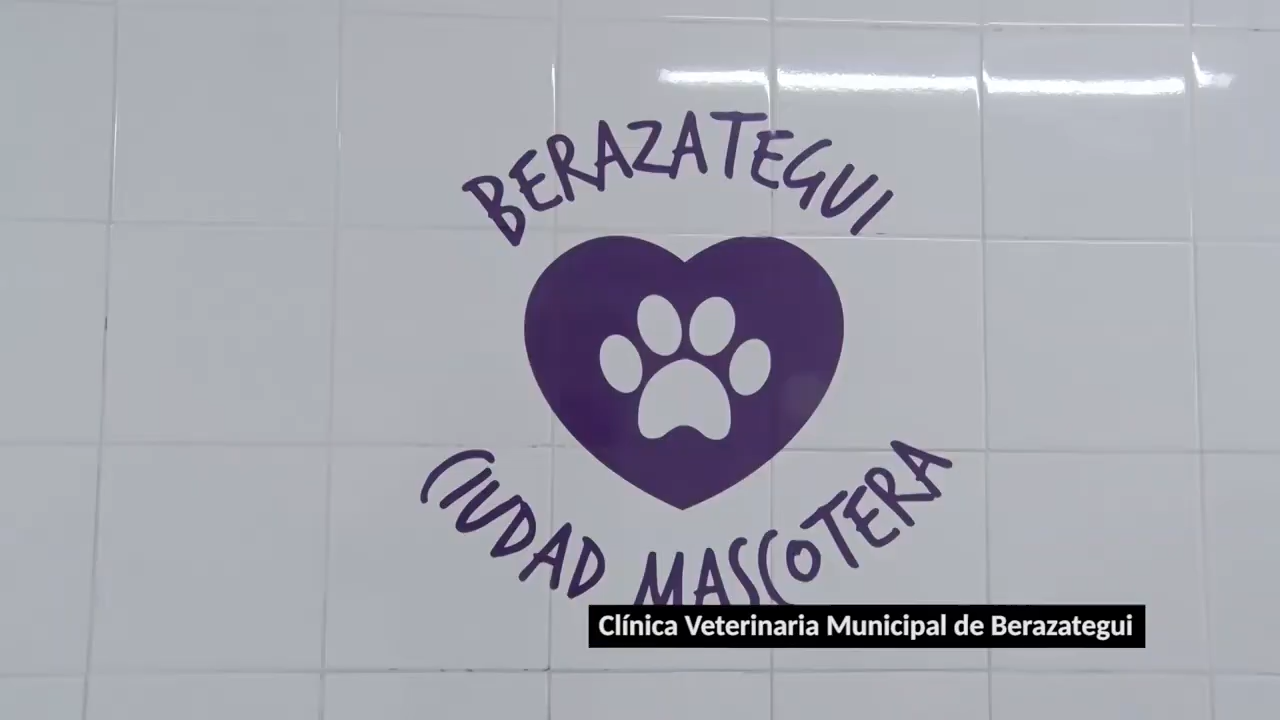 BERAZATEGUI
CIUDAD MASCOTERA
Clínica Veterinaria Municipal de Berazategui